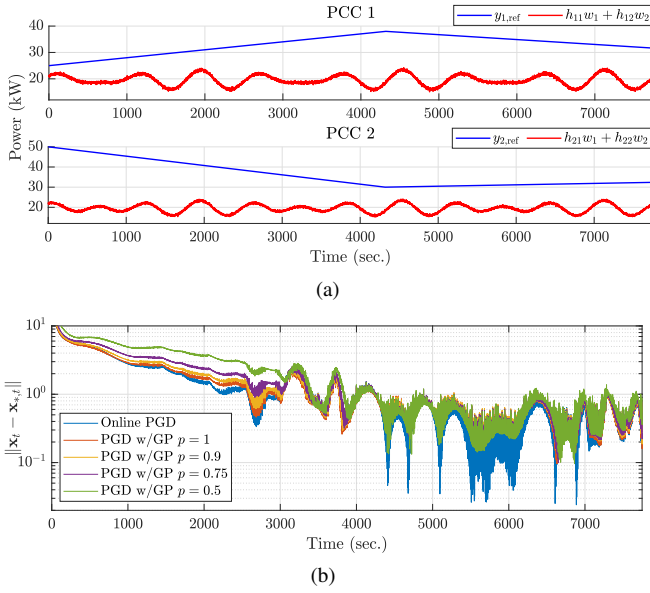 PCC 1
y1,ref
h11w1 + h12w2
40
30
20
0 1000 2000 3000 4000 5000 6000 7000
Power (kW)
PCC 2
y2,ref
h21w1 + h22w2
50
40
30
20
0 1000 2000 3000 4000 5000 6000 7000
Time (sec.)
(a)
10^1
10^0
10^−1
‖x_t − x_*,t‖
Online PGD
PGD w/GP p = 1
PGD w/GP p = 0.9
PGD w/GP p = 0.75
PGD w/GP p = 0.5
0 1000 2000 3000 4000 5000 6000 7000
Time (sec.)
(b)